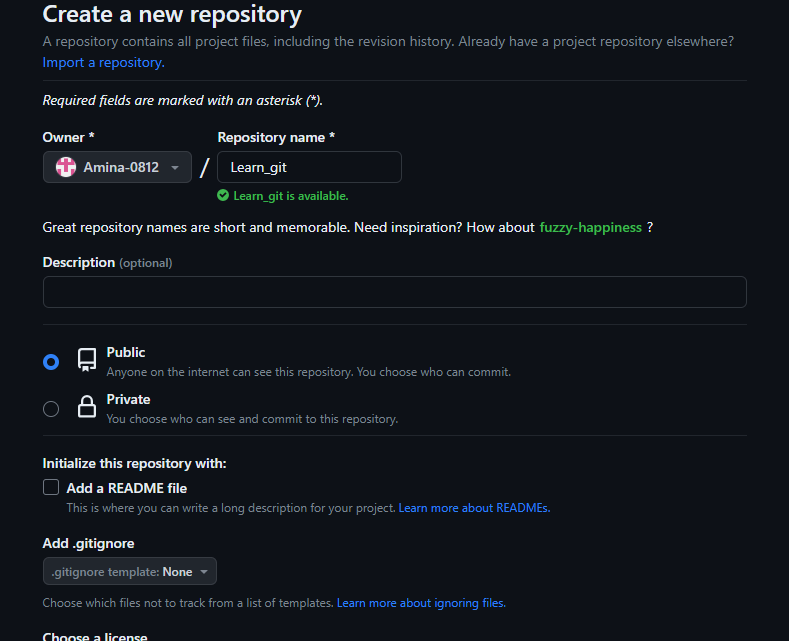 Create a new repository
A repository contains all project files, including the revision history. Already have a project repository elsewhere?
Import a repository.
Required fields are marked with an asterisk (*).
Owner * Repository name *
Amina-0812 / Learn_git
Learn_git is available.
Great repository names are short and memorable. Need inspiration? How about fuzzy-happiness ?
Description (optional)
Public
Anyone on the internet can see this repository. You choose who can commit.
Private
You choose who can see and commit to this repository.
Initialize this repository with:
Add a README file
This is where you can write a long description for your project. Learn more about READMEs.
Add .gitignore
.gitignore template: None
Choose which files not to track from a list of templates. Learn more about ignoring files.
Choose a license